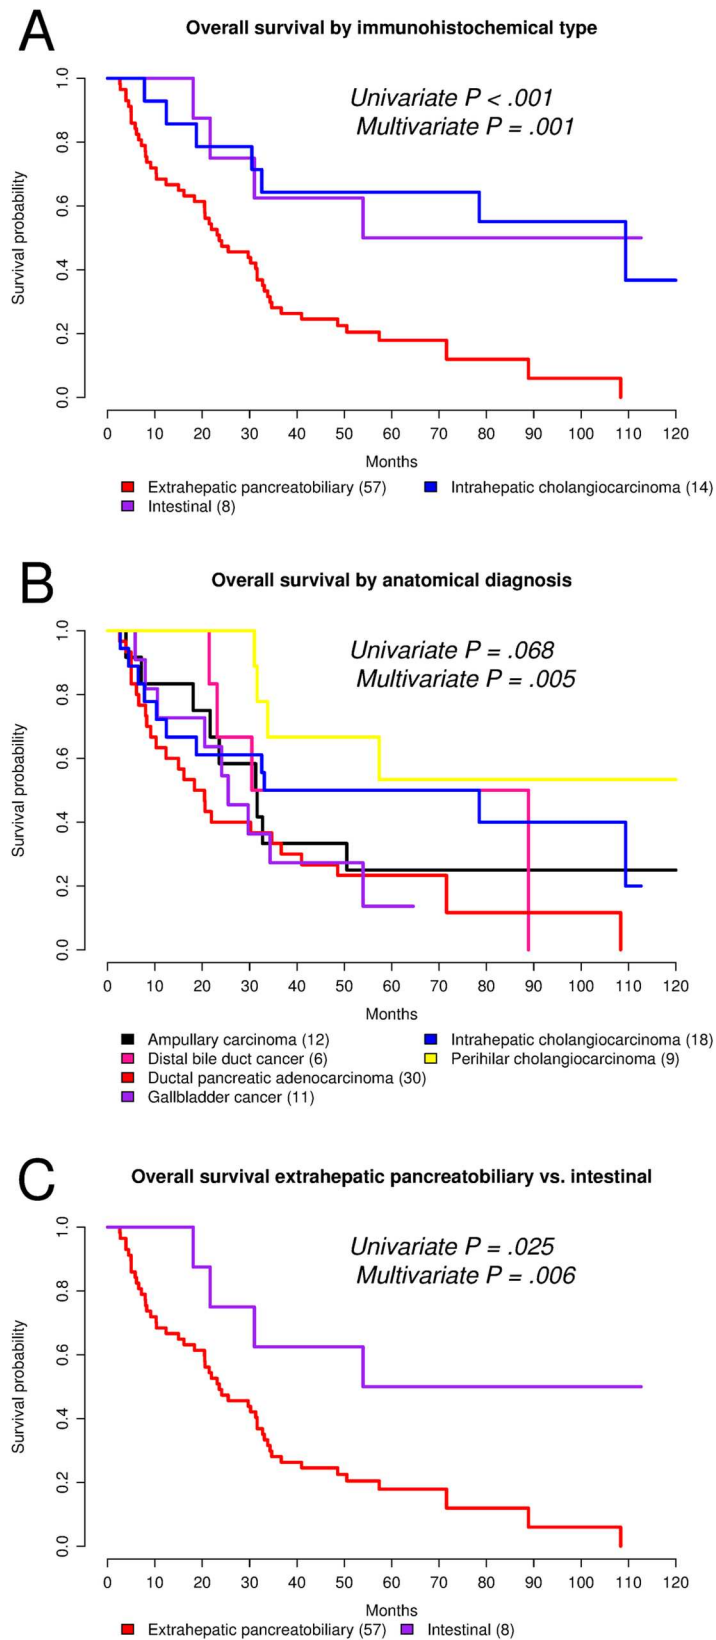 A
Overall survival by immunohistochemical type
Univariate P < .001
Multivariate P = .001
Survival probability
1.0
0.8
0.6
0.4
0.2
0.0
0 10 20 30 40 50 60 70 80 90 100 110 120
Months
Extrahepatic pancreatobiliary (57) Intrahepatic cholangiocarcinoma (14)
Intestinal (8)
B
Overall survival by anatomical diagnosis
Univariate P = .068
Multivariate P = .005
Survival probability
1.0
0.8
0.6
0.4
0.2
0.0
0 10 20 30 40 50 60 70 80 90 100 110 120
Months
Ampullary carcinoma (12) Intrahepatic cholangiocarcinoma (18)
Distal bile duct cancer (6) Perihilar cholangiocarcinoma (9)
Ductal pancreatic adenocarcinoma (30)
Gallbladder cancer (11)
C
Overall survival extrahepatic pancreatobiliary vs. intestinal
Univariate P = .025
Multivariate P = .006
Survival probability
1.0
0.8
0.6
0.4
0.2
0.0
0 10 20 30 40 50 60 70 80 90 100 110 120
Months
Extrahepatic pancreatobiliary (57) Intestinal (8)